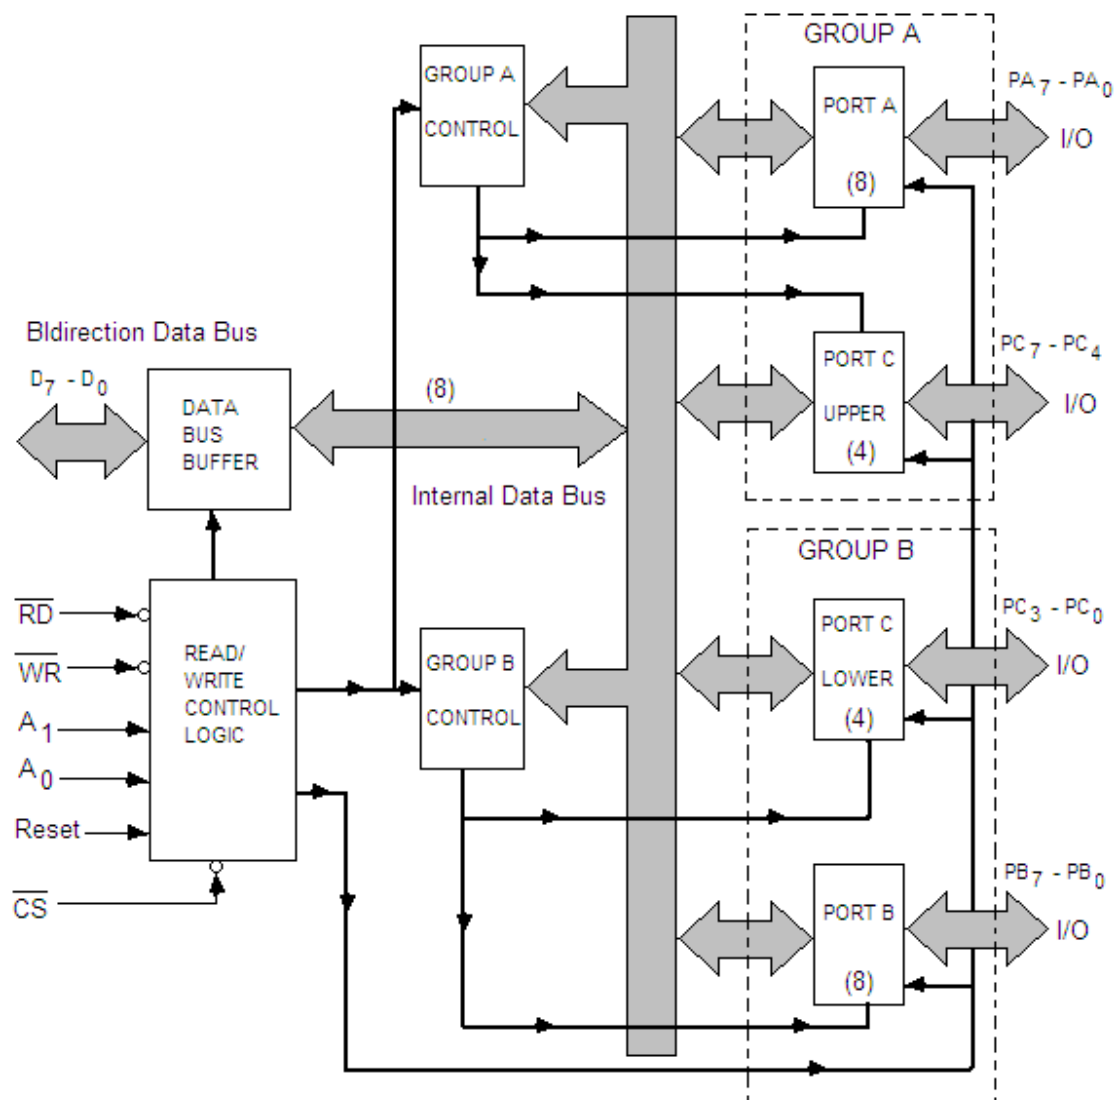 GROUP A
GROUP A
CONTROL
PORT A
(8)
PA7 - PA0
I/O
BIdirection Data Bus
D7 - D0
DATA
BUS
BUFFER
(8)
Internal Data Bus
PORT C
UPPER
(4)
PC7 - PC4
I/O
GROUP B
RD
WR
A1
A0
Reset
CS
READ/
WRITE
CONTROL
LOGIC
GROUP B
CONTROL
PORT C
LOWER
(4)
PC3 - PC0
I/O
PORT B
(8)
PB7 - PB0
I/O